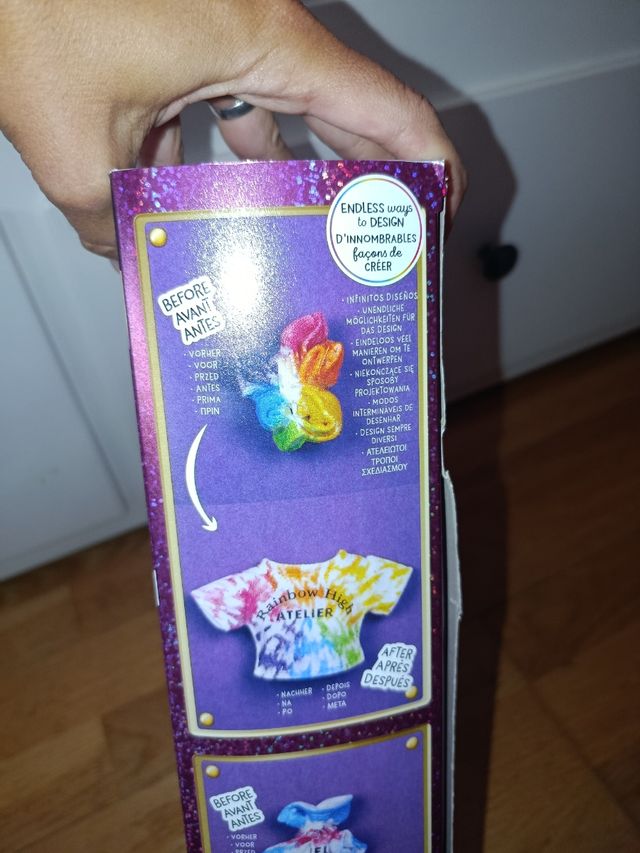 ENDLESS ways
to DESIGN
D'INNOMBRABLES
façons de
CRÉER
BEFORE
AVANT
ANTES
· VORHER
· VOOR
· PRZED
· ANTES
· PRIMA
· ΠΡΙΝ
· INFINITOS DISEÑOS
· UNENDLICHE
MÖGLICHKEITEN FÜR
DAS DESIGN
· EINDELOOS VEEL
MANIEREN OM TE
ONTWERPEN
· NIEKOŃCZĄCE SIĘ
SPOSOBY
PROJEKTOWANIA
· MODOS
INTERMINÁVEIS DE
DESENHAR
· DESIGN SEMPRE
DIVERSI
· ΑΤΕΛΕΙΩΤΟΙ
ΤΡΟΠΟΙ
ΣΧΕΔΙΑΣΜΟΥ
Rainbow High
ATELIER
AFTER
APRÈS
DESPUÉS
· NACHHER
· NA
· PO
· DEPOIS
· DOPO
· ΜΕΤΑ
BEFORE
AVANT
ANTES
· VORHER
· VOOR
· PRZED